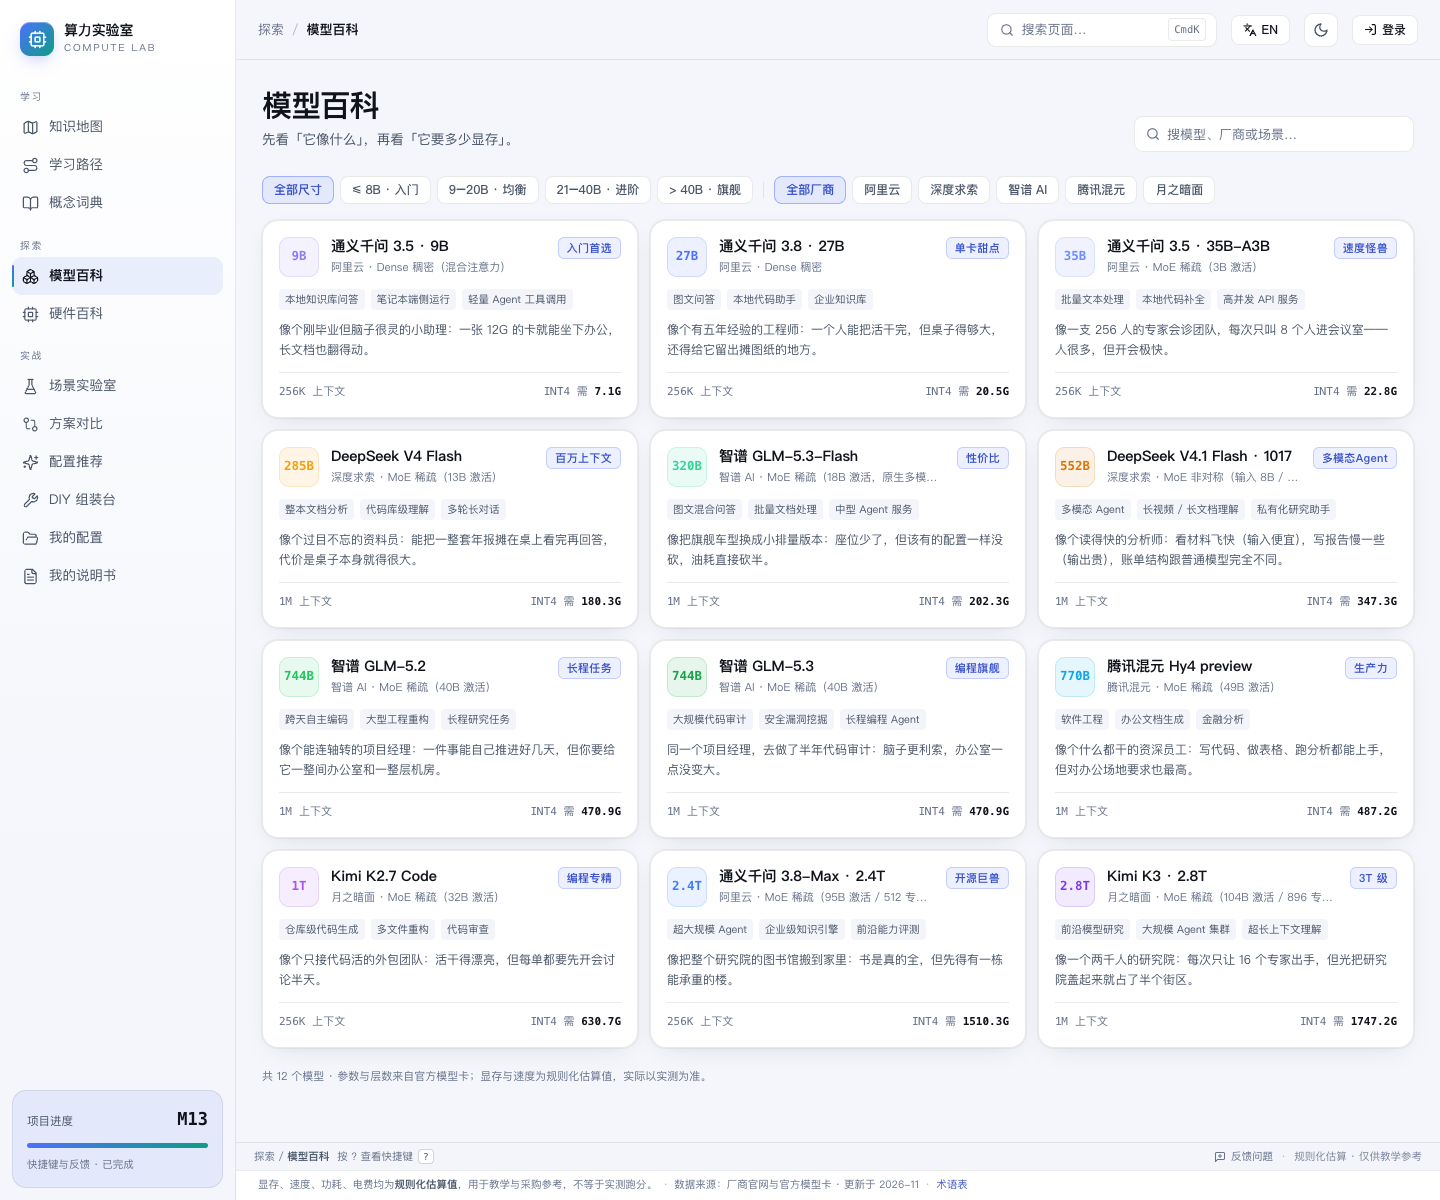 算力实验室
COMPUTE LAB
学习
知识地图
学习路径
概念词典
探索
模型百科
硬件百科
实战
场景实验室
方案对比
配置推荐
DIY 组装台
我的配置
我的说明书
项目进度 M13
快捷键与反馈 · 已完成
探索 / 模型百科
搜索页面... CmdK
EN
登录
模型百科
先看「它像什么」，再看「它要多少显存」。
搜模型、厂商或场景...
全部尺寸 ≤ 8B · 入门 9–20B · 均衡 21–40B · 进阶 > 40B · 旗舰 全部厂商 阿里云 深度求索 智谱 AI 腾讯混元 月之暗面
9B 通义千问 3.5 · 9B 入门首选
阿里云 · Dense 稠密（混合注意力）
本地知识库问答 笔记本端侧运行 轻量 Agent 工具调用
像个刚毕业但脑子很灵的小助理：一张 12G 的卡就能坐下办公，
长文档也翻得动。
256K 上下文 INT4 需 7.1G
27B 通义千问 3.8 · 27B 单卡甜点
阿里云 · Dense 稠密
图文问答 本地代码助手 企业知识库
像个有五年经验的工程师：一个人能把活干完，但桌子得够大，
还得给它留出摊图纸的地方。
256K 上下文 INT4 需 20.5G
35B 通义千问 3.5 · 35B-A3B 速度怪兽
阿里云 · MoE 稀疏（3B 激活）
批量文本处理 本地代码补全 高并发 API 服务
像一支 256 人的专家会诊团队，每次只叫 8 个人进会议室——
人很多，但开会极快。
256K 上下文 INT4 需 22.8G
285B DeepSeek V4 Flash 百万上下文
深度求索 · MoE 稀疏（13B 激活）
整本文档分析 代码库级理解 多轮长对话
像个过目不忘的资料员：能把一整套年报摊在桌上看完再回答，
代价是桌子本身就得很大。
1M 上下文 INT4 需 180.3G
320B 智谱 GLM-5.3-Flash 性价比
智谱 AI · MoE 稀疏（18B 激活，原生多模...
图文混合问答 批量文档处理 中型 Agent 服务
像把旗舰车型换成小排量版本：座位少了，但该有的配置一样没
砍，油耗直接砍半。
1M 上下文 INT4 需 202.3G
552B DeepSeek V4.1 Flash · 1017 多模态Agent
深度求索 · MoE 非对称（输入 8B / ...
多模态 Agent 长视频 / 长文档理解 私有化研究助手
像个读得快的分析师：看材料飞快（输入便宜），写报告慢一些
（输出贵），账单结构跟普通模型完全不同。
1M 上下文 INT4 需 347.3G
744B 智谱 GLM-5.2 长程任务
智谱 AI · MoE 稀疏（40B 激活）
跨天自主编码 大型工程重构 长程研究任务
像个能连轴转的项目经理：一件事能自己推进好几天，但你要给
它一整间办公室和一整层机房。
1M 上下文 INT4 需 470.9G
744B 智谱 GLM-5.3 编程旗舰
智谱 AI · MoE 稀疏（40B 激活）
大规模代码审计 安全漏洞挖掘 长程编程 Agent
同一个项目经理，去做了半年代码审计：脑子更利索，办公室一
点没变大。
1M 上下文 INT4 需 470.9G
770B 腾讯混元 Hy4 preview 生产力
腾讯混元 · MoE 稀疏（49B 激活）
软件工程 办公文档生成 金融分析
像个什么都干的资深员工：写代码、做表格、跑分析都能上手，
但对办公场地要求也最高。
1M 上下文 INT4 需 487.2G
1T Kimi K2.7 Code 编程专精
月之暗面 · MoE 稀疏（32B 激活）
仓库级代码生成 多文件重构 代码审查
像个只接代码活的外包团队：活干得漂亮，但每单都要先开会讨
论半天。
256K 上下文 INT4 需 630.7G
2.4T 通义千问 3.8-Max · 2.4T 开源巨兽
阿里云 · MoE 稀疏（95B 激活 / 512 专...
超大规模 Agent 企业级知识引擎 前沿能力评测
像把整个研究院的图书馆搬到家里：书是真的全，但先得有一栋
能承重的楼。
256K 上下文 INT4 需 1510.3G
2.8T Kimi K3 · 2.8T 3T 级
月之暗面 · MoE 稀疏（104B 激活 / 896 专...
前沿模型研究 大规模 Agent 集群 超长上下文理解
像一个两千人的研究院：每次只让 16 个专家出手，但光把研究
院盖起来就占了半个街区。
1M 上下文 INT4 需 1747.2G
共 12 个模型 · 参数与层数来自官方模型卡；显存与速度为规则化估算值，实际以实测为准。
探索 / 模型百科 按 ? 查看快捷键 ?
反馈问题 · 规则化估算 · 仅供教学参考
显存、速度、功耗、电费均为规则化估算值，用于教学与采购参考，不等于实测跑分。 · 数据来源：厂商官网与官方模型卡 · 更新于 2026-11 · 术语表